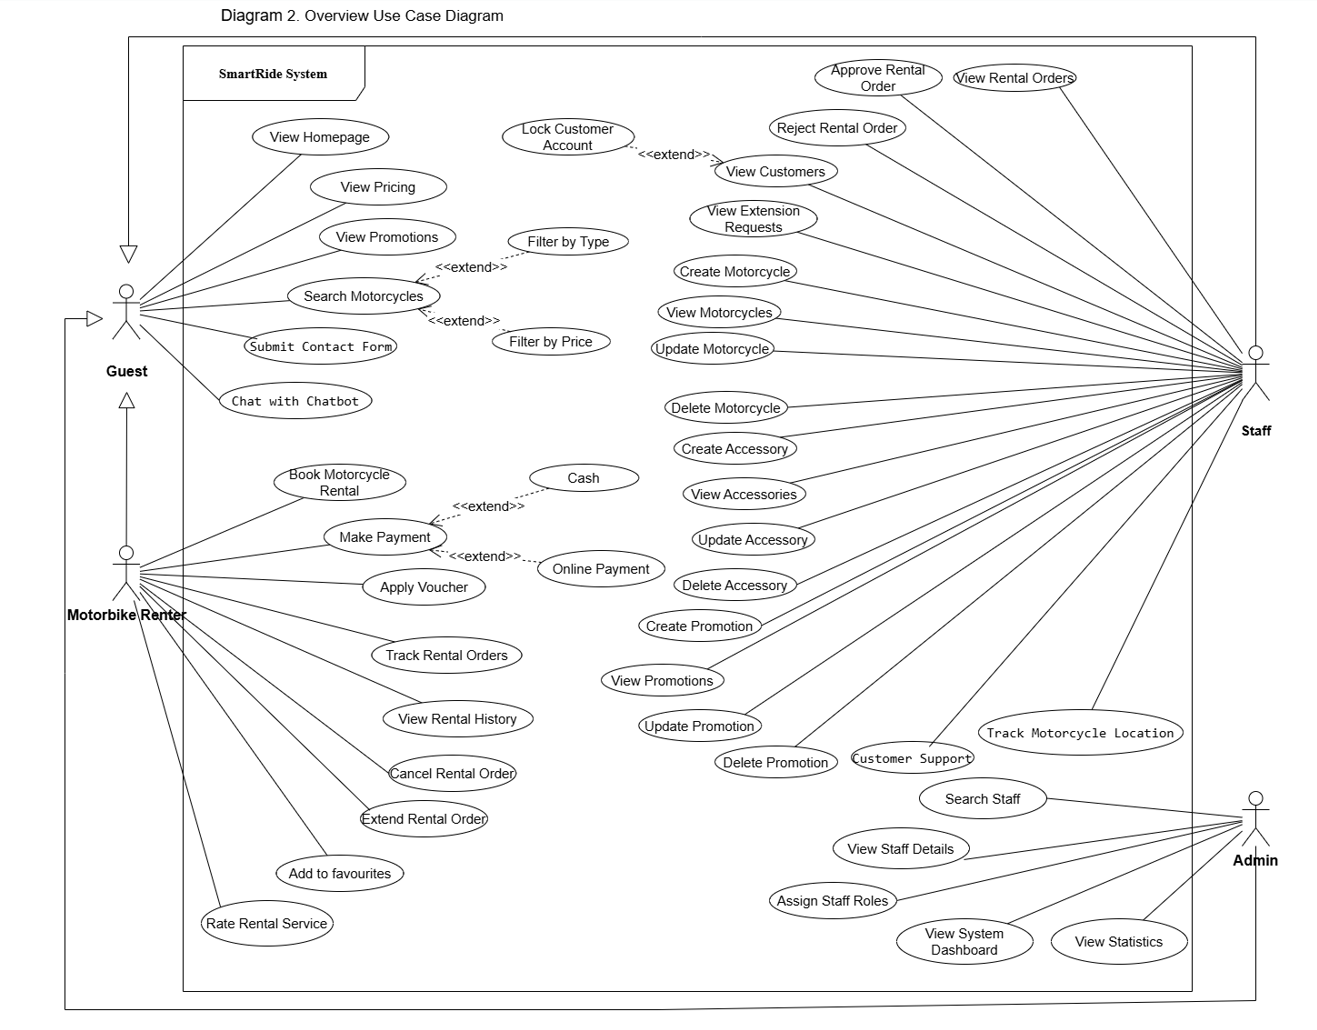 Diagram 2. Overview Use Case Diagram
SmartRide System
Approve Rental
Order
View Rental Orders
View Homepage
Lock Customer
Account
Reject Rental Order
<<extend>>
View Customers
View Pricing
View Extension
Requests
View Promotions
Filter by Type
<<extend>>
Create Motorcycle
Search Motorcycles
View Motorcycles
<<extend>>
Submit Contact Form
Filter by Price
Update Motorcycle
Guest
Chat with Chatbot
Delete Motorcycle
Staff
Create Accessory
Book Motorcycle
Rental
Cash
View Accessories
<<extend>>
Make Payment
Update Accessory
<<extend>>
Online Payment
Apply Voucher
Delete Accessory
Motorbike Renter
Create Promotion
Track Rental Orders
View Promotions
View Rental History
Update Promotion
Track Motorcycle Location
Delete Promotion
Customer Support
Cancel Rental Order
Search Staff
Extend Rental Order
View Staff Details
Admin
Add to favourites
Assign Staff Roles
Rate Rental Service
View System
Dashboard
View Statistics